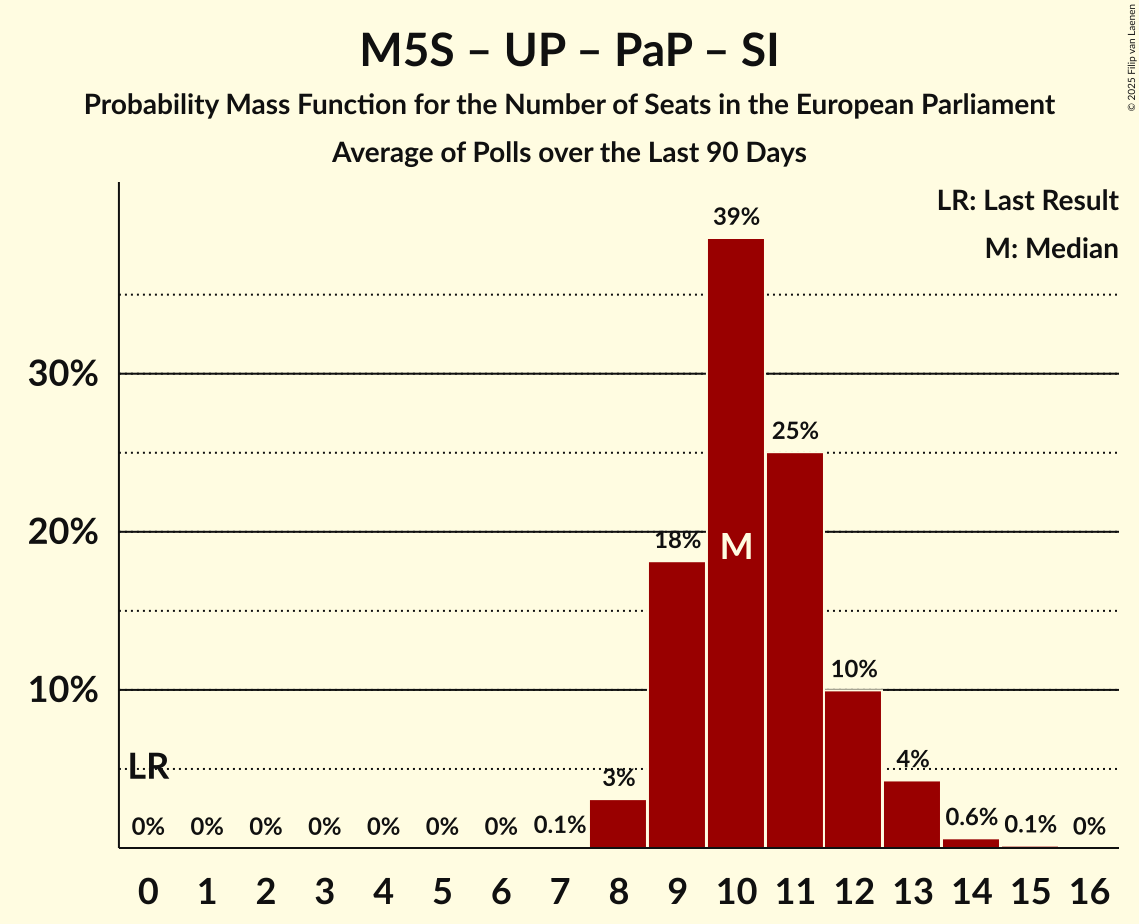 M5S – UP – PaP – SI
Probability Mass Function for the Number of Seats in the European Parliament
Average of Polls over the Last 90 Days
© 2025 Filip van Laenen
LR: Last Result
M: Median
39%
30%
25%
20%
18%
M
10%
10%
LR
4%
3%
0% 0% 0% 0% 0% 0% 0% 0.1% 0.6% 0.1% 0%
0 1 2 3 4 5 6 7 8 9 10 11 12 13 14 15 16